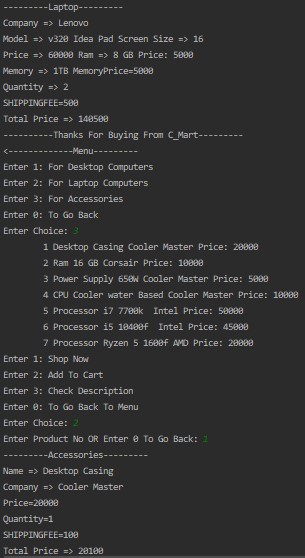 ---------Laptop---------
Company => Lenovo
Model => v320 Idea Pad Screen Size => 16
Price => 60000 Ram => 8 GB Price: 5000
Memory => 1TB MemoryPrice=5000
Quantity => 2
SHIPPINGFEE=500
Total Price => 140500
----------Thanks For Buying From C_Mart---------
<-------------Menu---------
Enter 1: For Desktop Computers
Enter 2: For Laptop Computers
Enter 3: For Accessories
Enter 0: To Go Back
Enter Choice: 3
1 Desktop Casing Cooler Master Price: 20000
2 Ram 16 GB Corsair Price: 10000
3 Power Supply 650W Cooler Master Price: 5000
4 CPU Cooler water Based Cooler Master Price: 10000
5 Processor i7 7700k  Intel Price: 50000
6 Processor i5 10400f  Intel Price: 45000
7 Processor Ryzen 5 1600f AMD Price: 20000
Enter 1: Shop Now
Enter 2: Add To Cart
Enter 3: Check Description
Enter 0: To Go Back To Menu
Enter Choice: 2
Enter Product No OR Enter 0 To Go Back: 1
---------Accessories---------
Name => Desktop Casing
Company => Cooler Master
Price=20000
Quantity=1
SHIPPINGFEE=100
Total Price => 20100